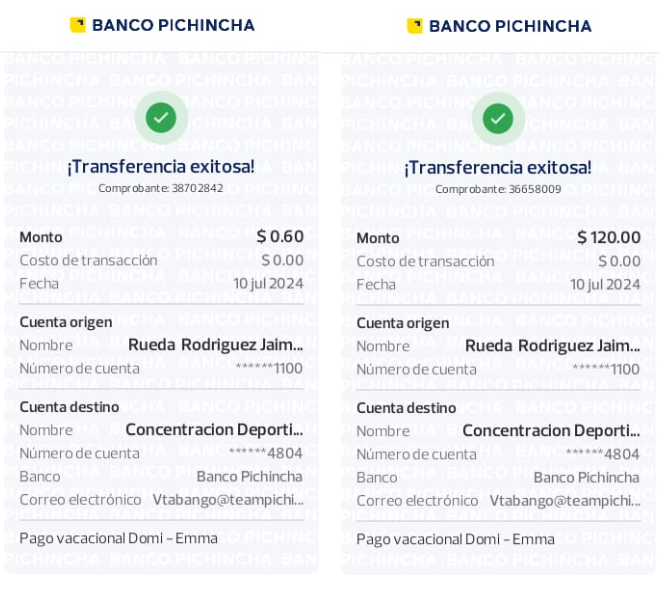 BANCO PICHINCHA
¡Transferencia exitosa!
Comprobante: 38702842
Monto $ 0.60
Costo de transacción $ 0.00
Fecha 10 jul 2024
Cuenta origen
Nombre Rueda Rodriguez Jaim...
Número de cuenta ******1100
Cuenta destino
Nombre Concentracion Deporti...
Número de cuenta ******4804
Banco Banco Pichincha
Correo electrónico Vtabango@teampichi...
Pago vacacional Domi – Emma
BANCO PICHINCHA
¡Transferencia exitosa!
Comprobante: 36658009
Monto $ 120.00
Costo de transacción $ 0.00
Fecha 10 jul 2024
Cuenta origen
Nombre Rueda Rodriguez Jaim...
Número de cuenta ******1100
Cuenta destino
Nombre Concentracion Deporti...
Número de cuenta ******4804
Banco Banco Pichincha
Correo electrónico Vtabango@teampichi...
Pago vacacional Domi – Emma